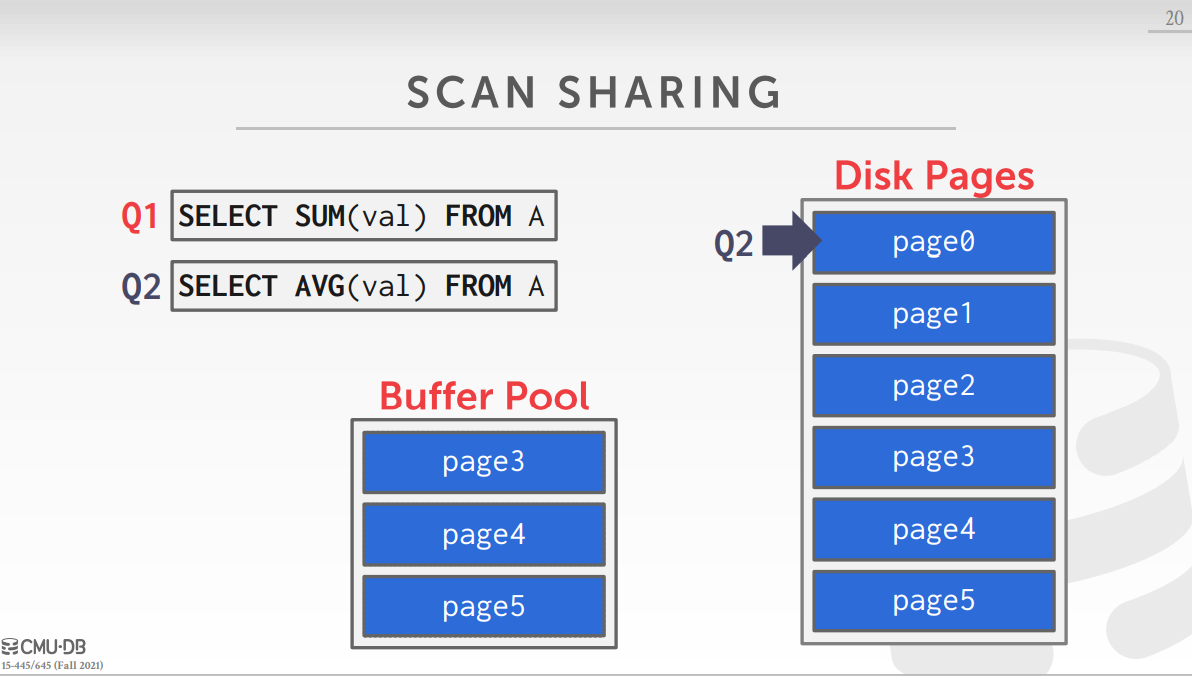 20
SCAN SHARING
Q1 SELECT SUM(val) FROM A
Q2 SELECT AVG(val) FROM A
Buffer Pool
page3
page4
page5
Disk Pages
Q2
page0
page1
page2
page3
page4
page5
CMU·DB
15-445/645 (Fall 2021)